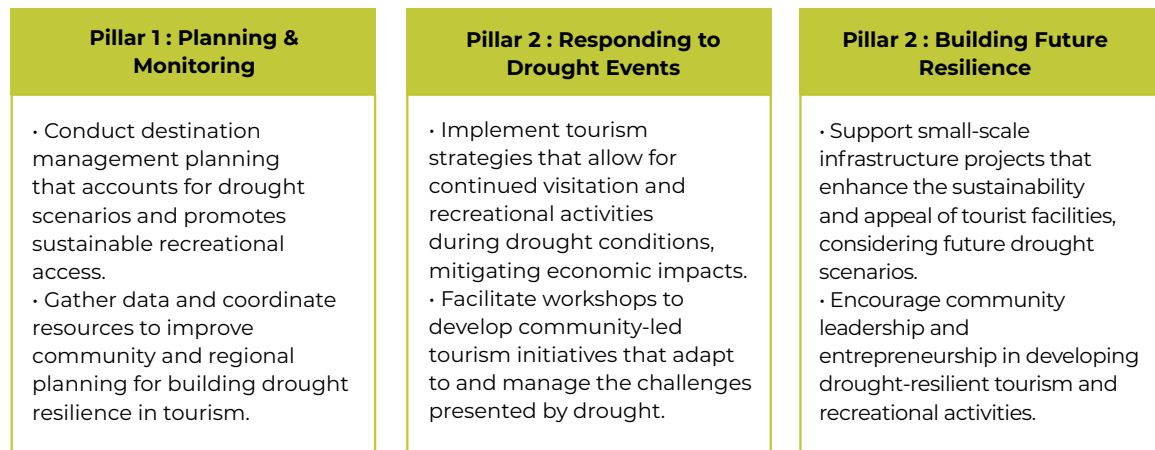 Pillar 1 : Planning &
Monitoring
• Conduct destination
management planning
that accounts for drought
scenarios and promotes
sustainable recreational
access.
• Gather data and coordinate
resources to improve
community and regional
planning for building drought
resilience in tourism.
Pillar 2 : Responding to
Drought Events
• Implement tourism
strategies that allow for
continued visitation and
recreational activities
during drought conditions,
mitigating economic impacts.
• Facilitate workshops to
develop community-led
tourism initiatives that adapt
to and manage the challenges
presented by drought.
Pillar 2 : Building Future
Resilience
• Support small-scale
infrastructure projects that
enhance the sustainability
and appeal of tourist facilities,
considering future drought
scenarios.
• Encourage community
leadership and
entrepreneurship in developing
drought-resilient tourism and
recreational activities.